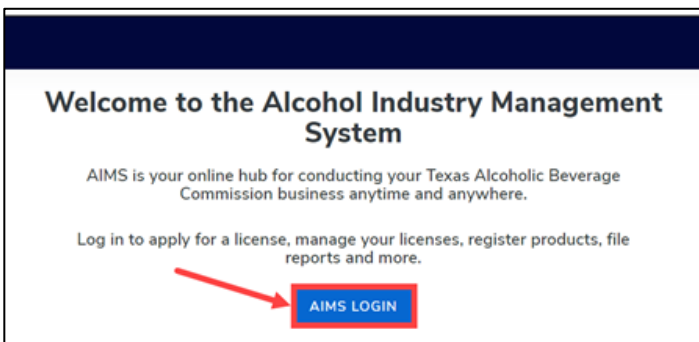 Welcome to the Alcohol Industry Management
System
AIMS is your online hub for conducting your Texas Alcoholic Beverage
Commission business anytime and anywhere.
Log in to apply for a license, manage your licenses, register products, file
reports and more.
AIMS LOGIN